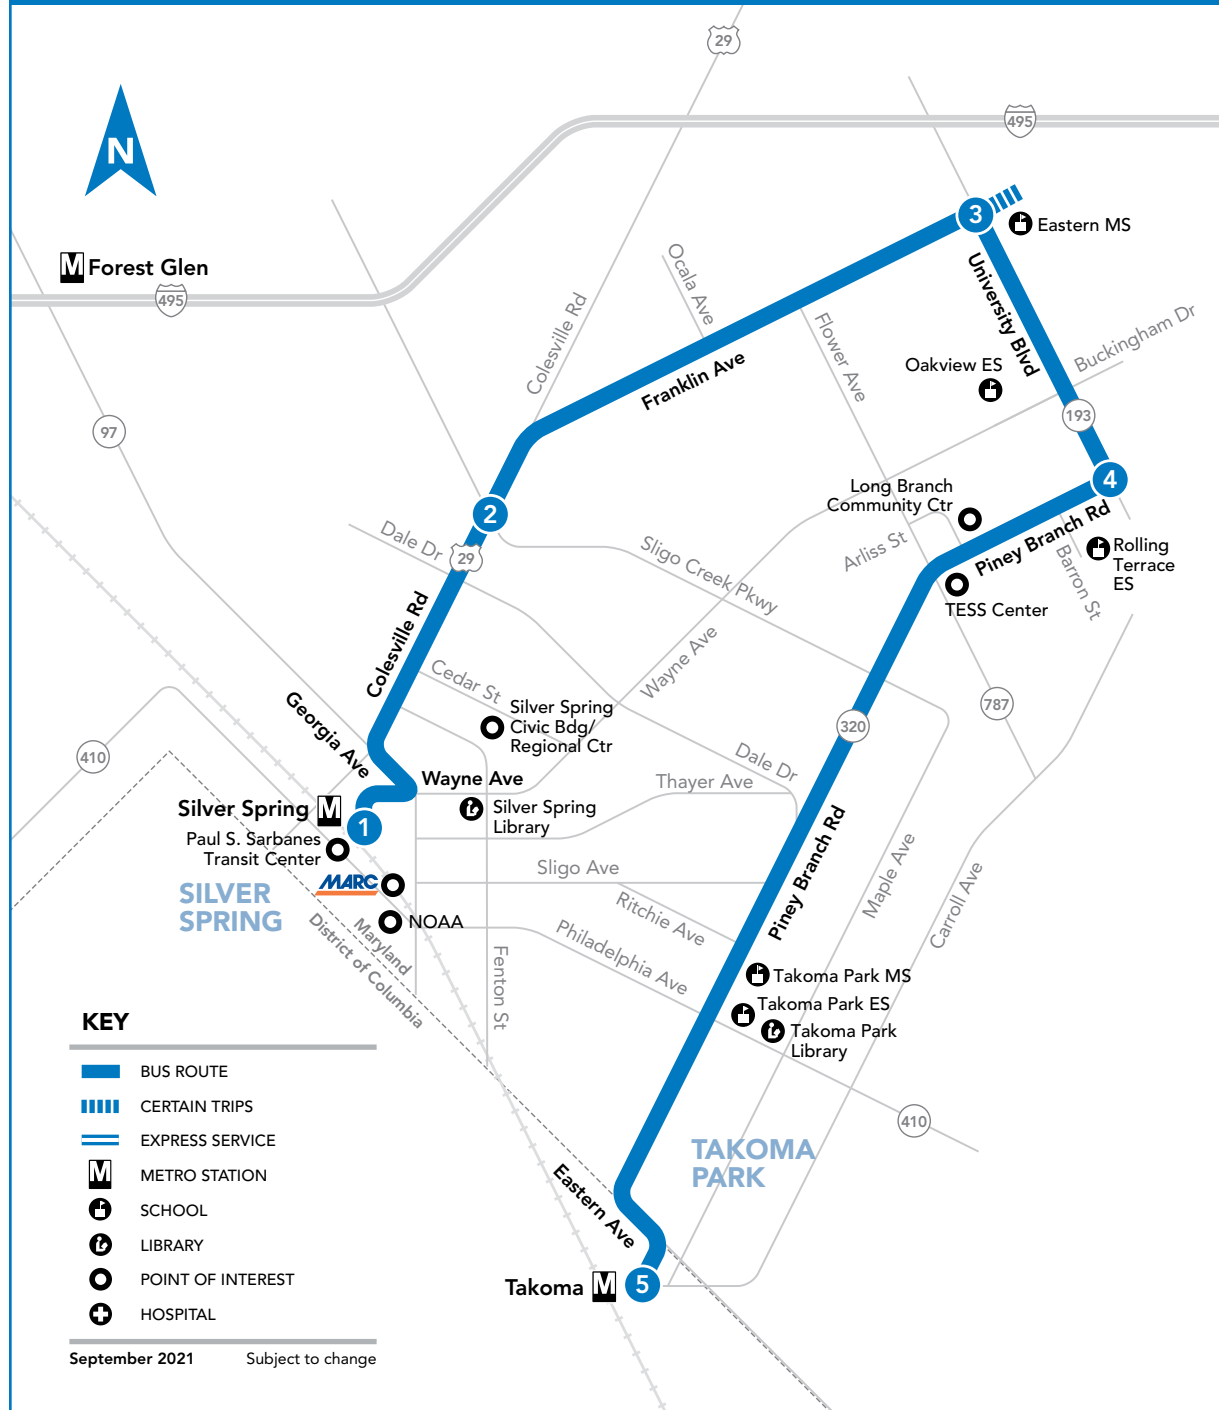 29
495
N
3
Eastern MS
Forest Glen
495
Ocala Ave
University Blvd
Colesville Rd
Flower Ave
Buckingham Dr
Oakview ES
Franklin Ave
193
97
4
Long Branch
Community Ctr
2
Dale Dr
29
Sligo Creek Pkwy
Arliss St
Piney Branch Rd
Barron St
Rolling
Terrace
ES
TESS Center
Colesville Rd
Wayne Ave
Cedar St
Georgia Ave
Silver Spring
Civic Bdg/
Regional Ctr
787
320
410
Dale Dr
Wayne Ave
Thayer Ave
Silver Spring
M
1
Silver Spring
Library
Paul S. Sarbanes
Transit Center
Piney Branch Rd
Maple Ave
MARC
Sligo Ave
SILVER
SPRING
Ritchie Ave
Carroll Ave
NOAA
Maryland
District of Columbia
Philadelphia Ave
Fenton St
Takoma Park MS
Takoma Park ES
Takoma Park
Library
410
TAKOMA
PARK
Eastern Ave
Takoma
M
5
KEY
BUS ROUTE
CERTAIN TRIPS
EXPRESS SERVICE
M METRO STATION
SCHOOL
LIBRARY
POINT OF INTEREST
HOSPITAL
September 2021 Subject to change